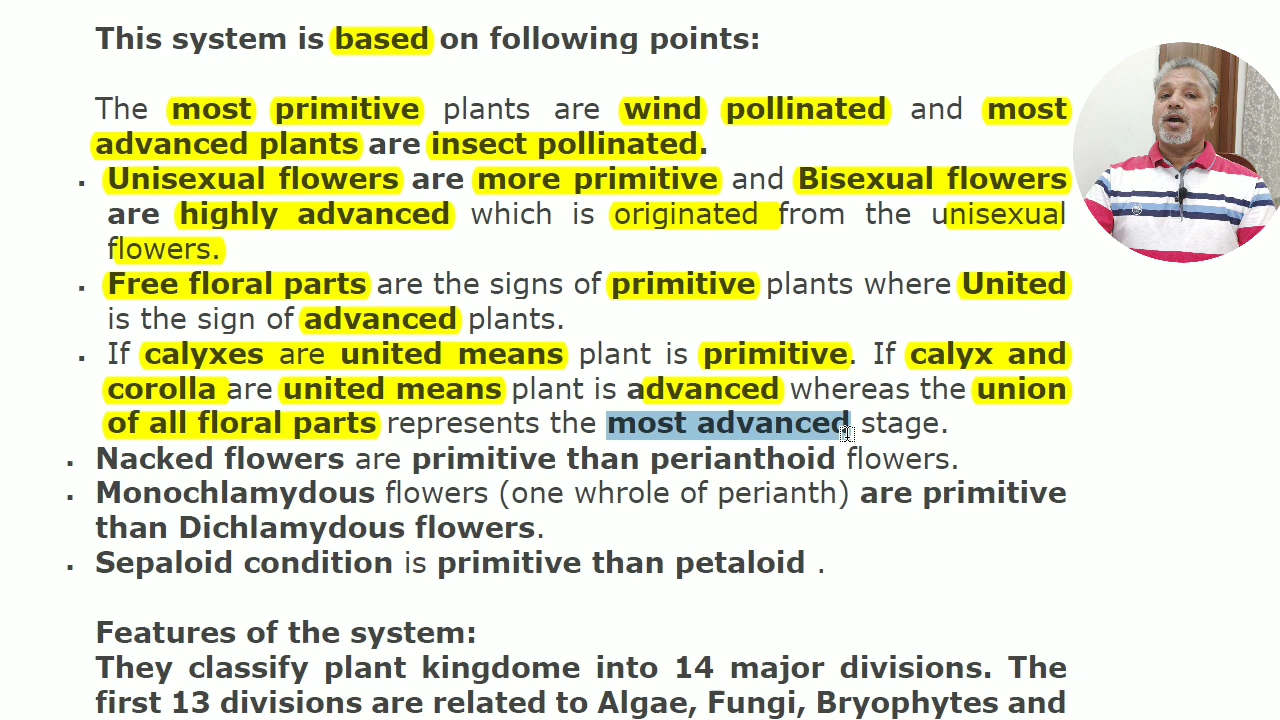 This system is based on following points:
The most primitive plants are wind pollinated and most
advanced plants are insect pollinated.
▪ Unisexual flowers are more primitive and Bisexual flowers
are highly advanced which is originated from the unisexual
flowers.
▪ Free floral parts are the signs of primitive plants where United
is the sign of advanced plants.
▪ If calyxes are united means plant is primitive. If calyx and
corolla are united means plant is advanced whereas the union
of all floral parts represents the most advanced stage.
▪ Nacked flowers are primitive than perianthoid flowers.
▪ Monochlamydous flowers (one whrole of perianth) are primitive
than Dichlamydous flowers.
▪ Sepaloid condition is primitive than petaloid .
Features of the system:
They classify plant kingdome into 14 major divisions. The
first 13 divisions are related to Algae, Fungi, Bryophytes and